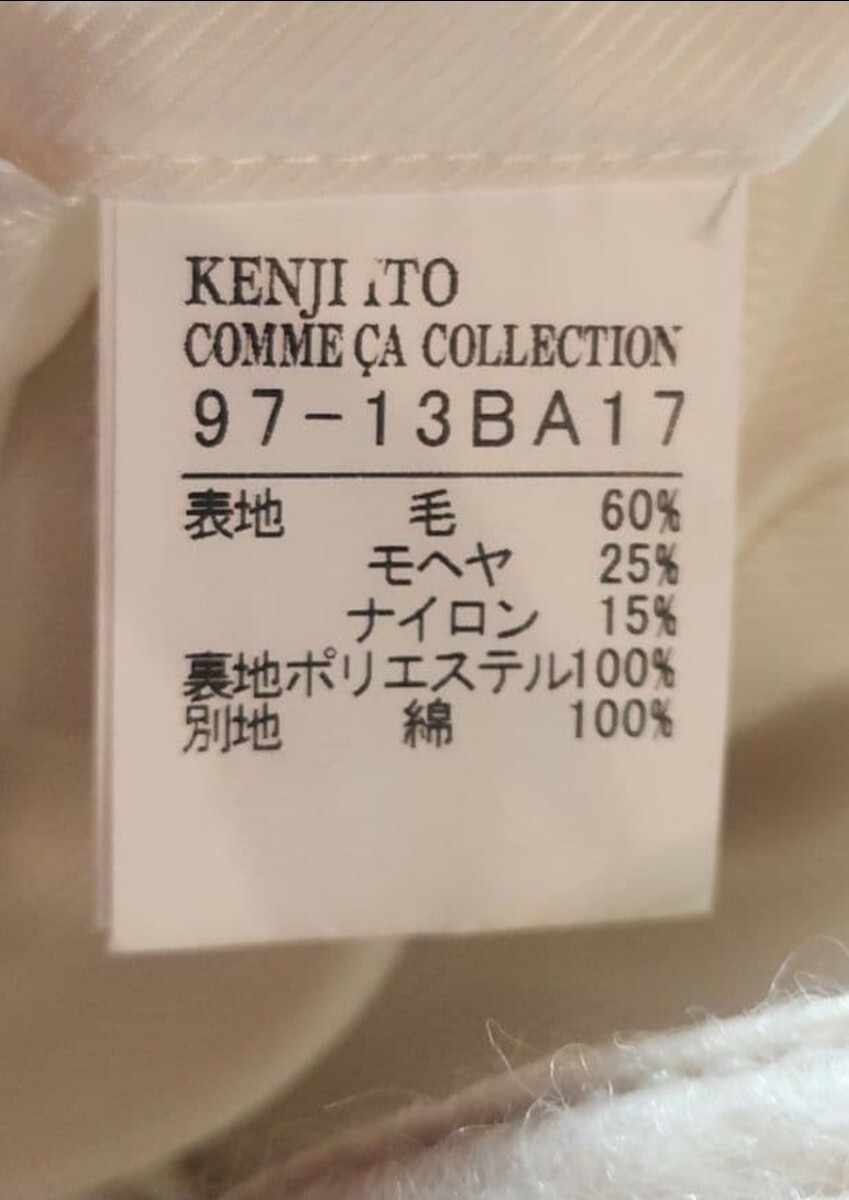 KENJI ITO
COMME ÇA COLLECTION
97-13BA17
表地 毛 60%
モヘヤ 25%
ナイロン 15%
裏地ポリエステル100%
別地 綿 100%